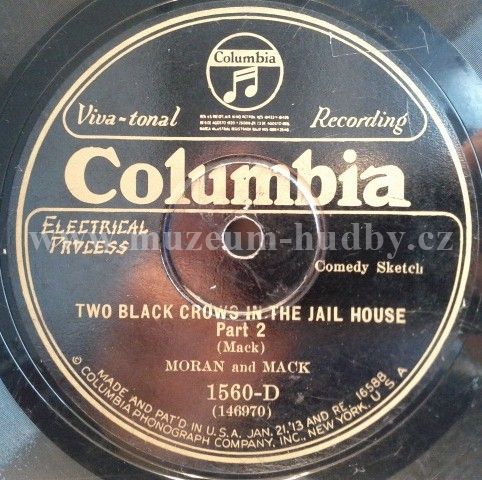 Columbia
Viva-tonal Recording
Columbia
ELECTRICAL
PROCESS
www.muzeum-hudby.cz
Comedy Sketch
TWO BLACK CROWS IN THE JAIL HOUSE
Part 2
(Mack)
MORAN and MACK
1560-D
(146970)
MADE AND PAT'D IN U.S.A. JAN. 21,'13 AND RE. 16588
© COLUMBIA PHONOGRAPH COMPANY, INC., NEW YORK, U S A